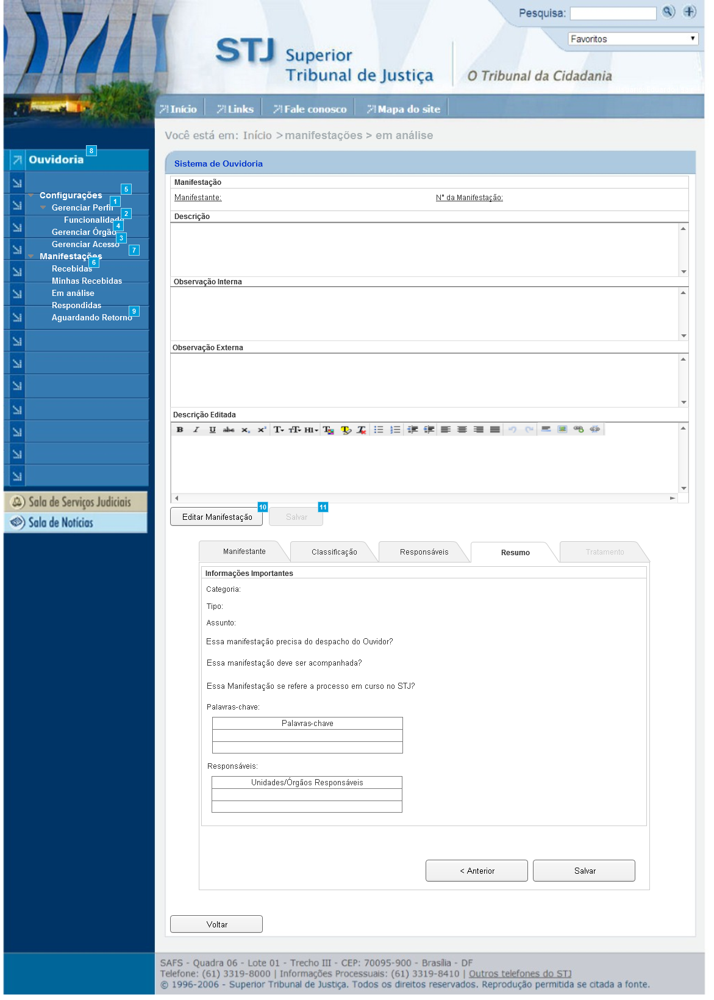 Pesquisa:
Favoritos
STJ Superior
Tribunal de Justiça
O Tribunal da Cidadania
Início
Links
Fale conosco
Mapa do site
Você está em: Início > manifestações > em análise
Ouvidoria
8
Configurações
5
Gerenciar Perfil
1
Funcionalidade
2
Gerenciar Órgão
4
Gerenciar Acesso
3
Manifestações
7
Recebidas
6
Minhas Recebidas
Em análise
Respondidas
Aguardando Retorno
9
Sala de Serviços Judiciais
Sala de Notícias
Sistema de Ouvidoria
Manifestação
Manifestante:
N° da Manifestação:
Descrição
Observação Interna
Observação Externa
Descrição Editada
B I U abc x₂ x² T T H1 T T T
Editar Manifestação
10
Salvar
11
Manifestante
Classificação
Responsáveis
Resumo
Tratamento
Informações Importantes
Categoria:
Tipo:
Assunto:
Essa manifestação precisa do despacho do Ouvidor?
Essa manifestação deve ser acompanhada?
Essa Manifestação se refere a processo em curso no STJ?
Palavras-chave:
Palavras-chave
Responsáveis:
Unidades/Órgãos Responsáveis
< Anterior
Salvar
Voltar
SAFS - Quadra 06 - Lote 01 - Trecho III - CEP: 70095-900 - Brasília - DF
Telefone: (61) 3319-8000 | Informações Processuais: (61) 3319-8410 | Outros telefones do STJ
© 1996-2006 - Superior Tribunal de Justiça. Todos os direitos reservados. Reprodução permitida se citada a fonte.